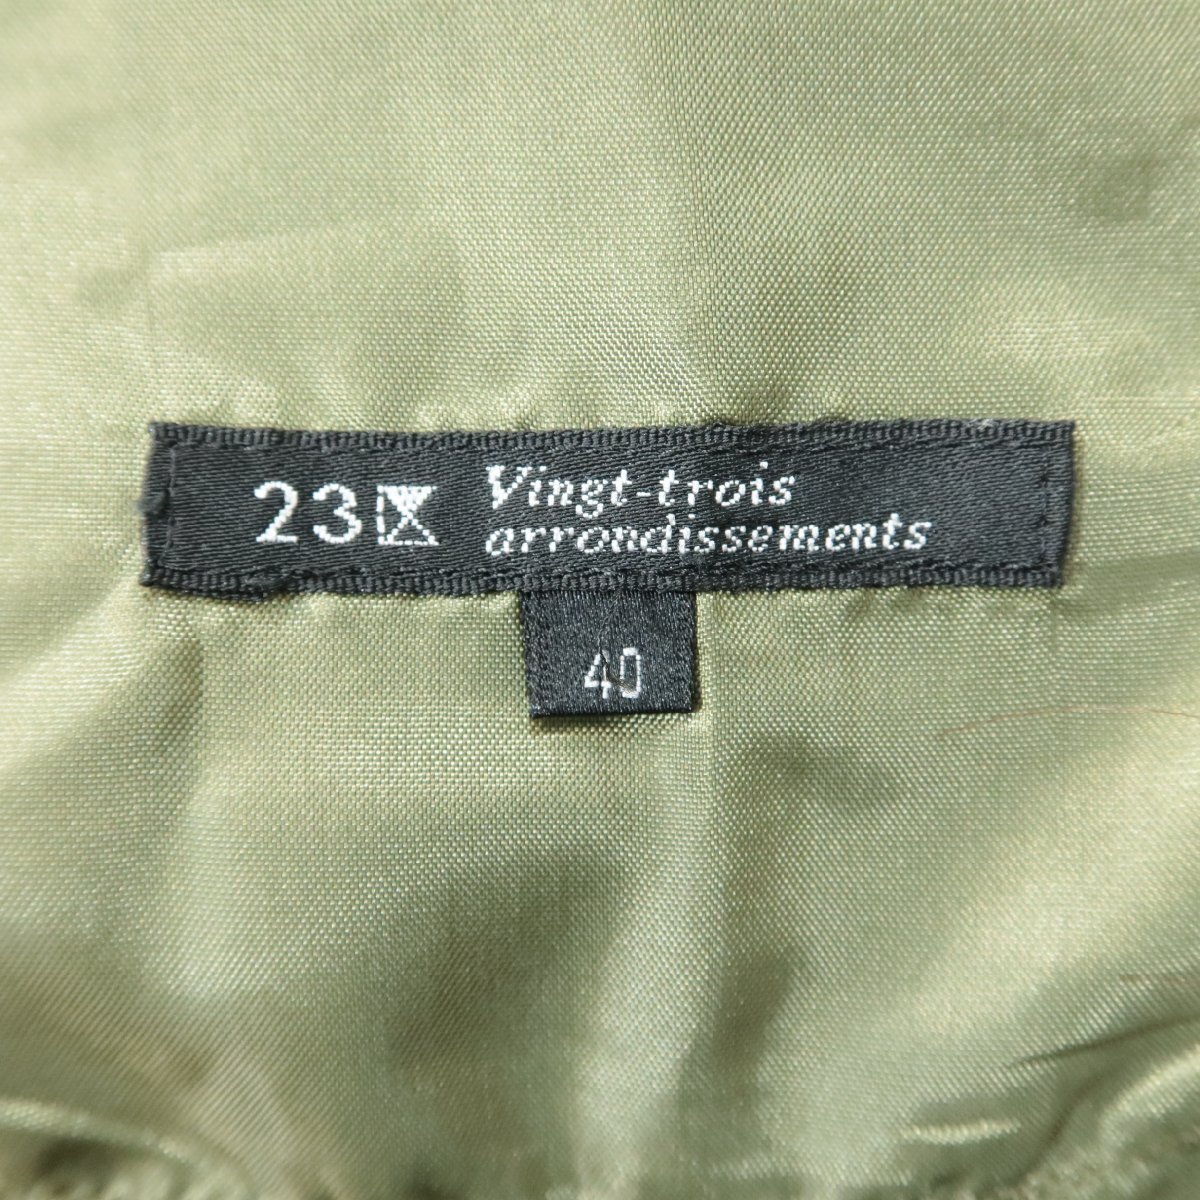 23区 Vingt-trois
arrondissements
40